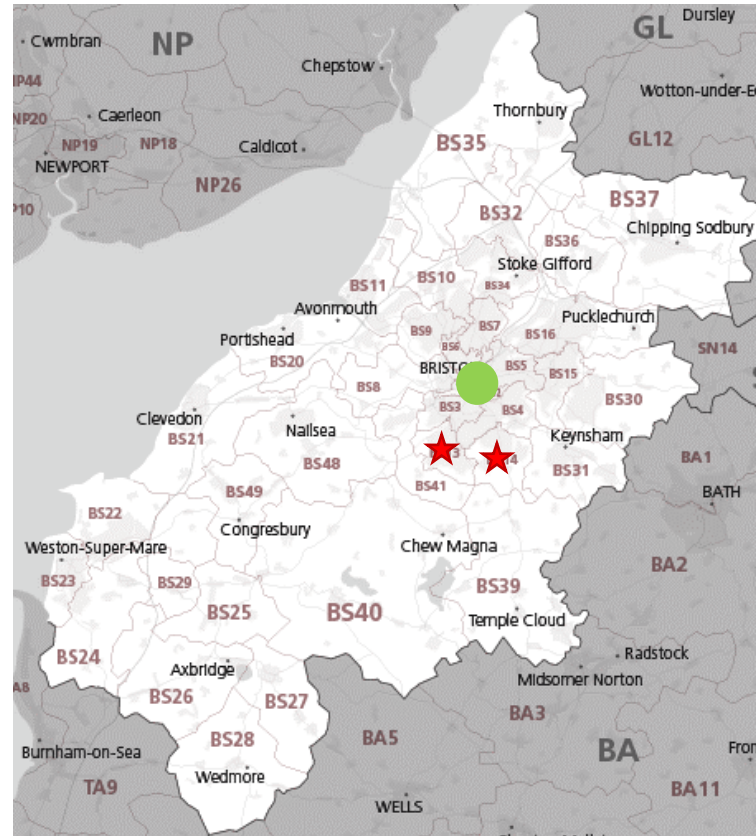 Dursley
GL
Cwmbran
NP
Chepstow
Wotton-under-E
NP44
Caerleon
Thornbury
NP20
NP19
NP18
Caldicot
BS35
GL12
NEWPORT
NP26
BS37
P10
BS32
BS36
Chipping Sodbury
Stoke Gifford
BS10
BS11
BS34
Avonmouth
Pucklechurch
BS9
BS7
BS16
Portishead
BS6
SN14
BS20
BRISTO
BS5
BS15
BS8
BS30
BS3
BS4
Clevedon
Nailsea
Keynsham
BS21
BS48
BS31
BA1
BS41
BS49
BATH
BS22
Congresbury
Weston-Super-Mare
Chew Magna
BA2
BS23
BS29
BS39
BS25
BS40
Temple Cloud
BS24
Axbridge
Radstock
A8
BS26
BS27
Midsomer Norton
BA3
BS28
BA5
BA
Burnham-on-Sea
Fro
Wedmore
TA9
BA11
WELLS